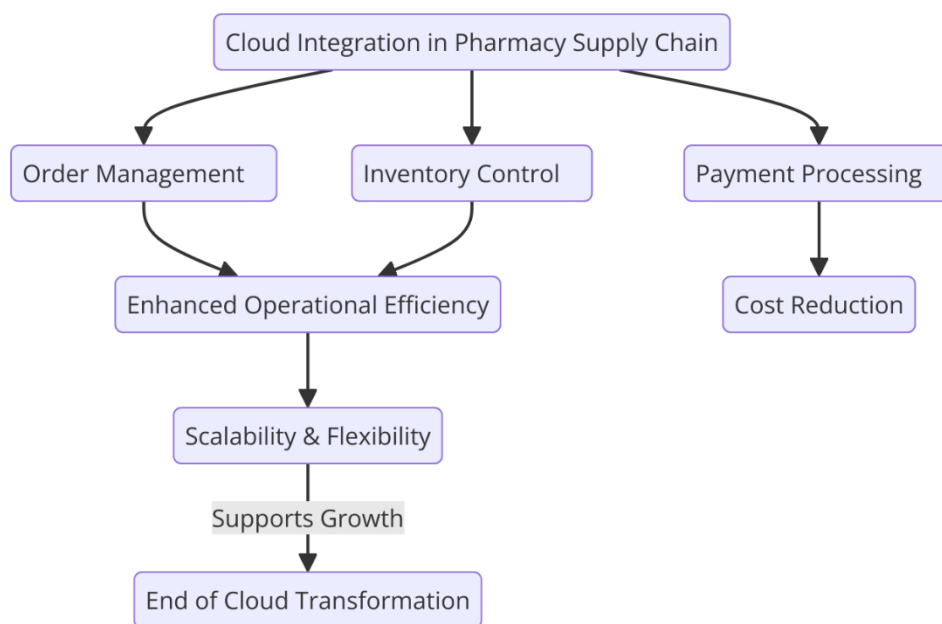 Cloud Integration in Pharmacy Supply Chain
Order Management
Inventory Control
Payment Processing
Enhanced Operational Efficiency
Cost Reduction
Scalability & Flexibility
Supports Growth
End of Cloud Transformation